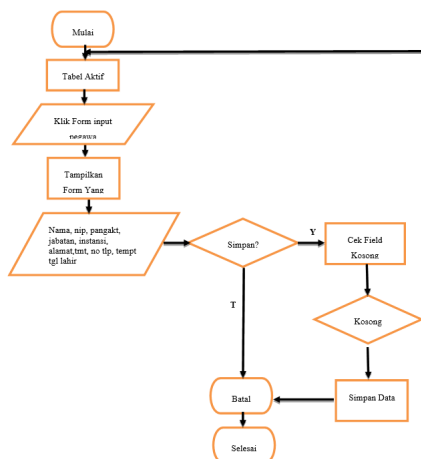 Mulai
Tabel Aktif
Klik Form input
pegawa
Tampilkan
Form Yang
Nama, nip, pangakt,
jabatan, instansi,
alamat,tmt, no tlp, tempt
tgl lahir
Simpan?
Y
Cek Field
Kosong
T
Kosong
Batal
Simpan Data
Selesai